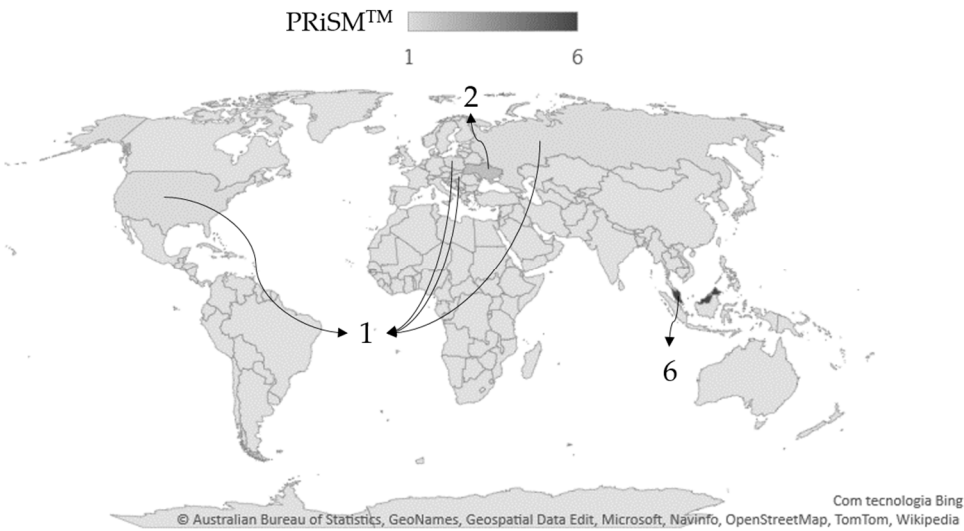 PRiSM™
1 6
2
1
6
Com tecnologia Bing
© Australian Bureau of Statistics, GeoNames, Geospatial Data Edit, Microsoft, Navinfo, OpenStreetMap, TomTom, Wikipedia